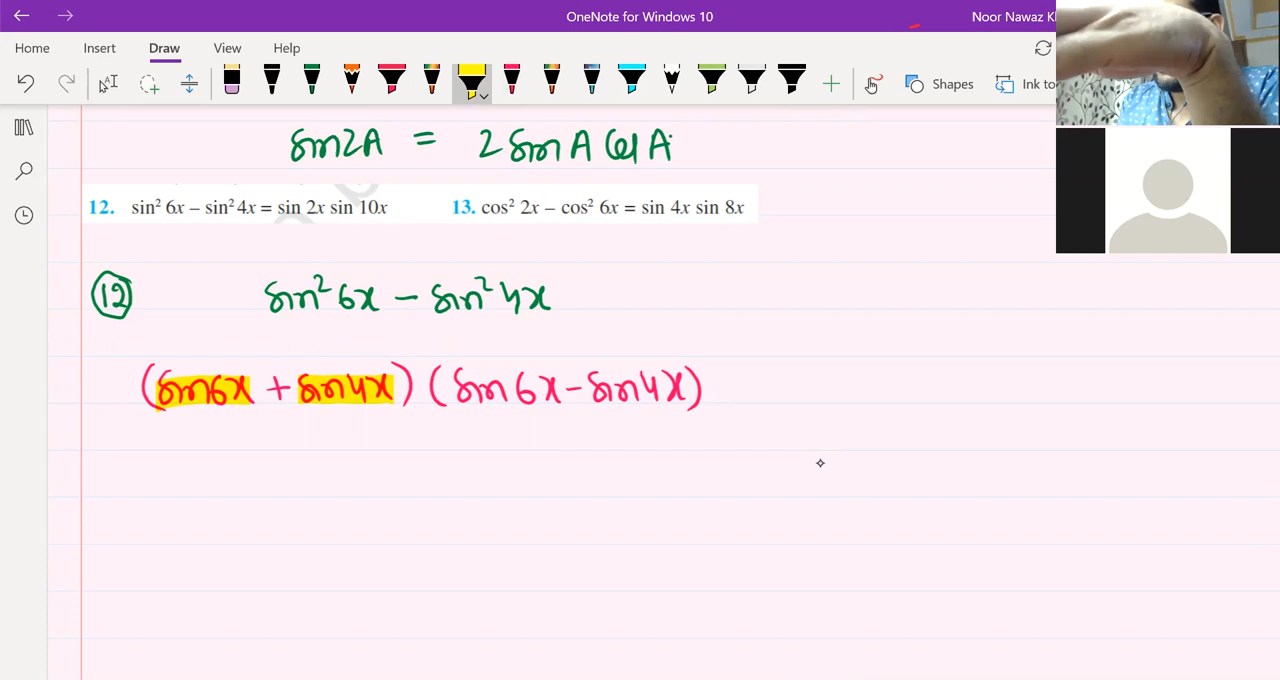 OneNote for Windows 10
Noor Nawaz K
Home Insert Draw View Help
Shapes Ink to
sin2A = 2 sin A cos A
12. sin² 6x – sin² 4x = sin 2x sin 10x 13. cos² 2x – cos² 6x = sin 4x sin 8x
12 sin² 6x – sin² 4x
(sin6x + sin4x) (sin6x – sin4x)